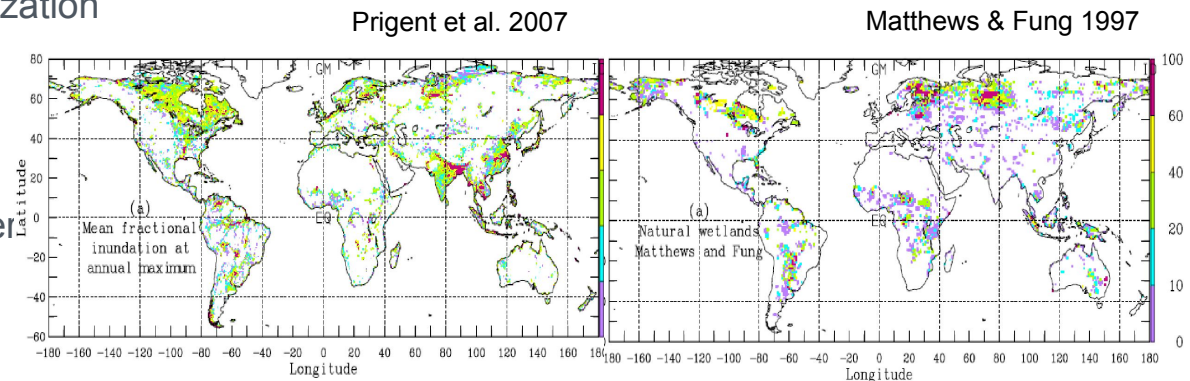 zation
Prigent et al. 2007
Matthews & Fung 1997
80
60
40
20
0
-20
-40
-60
Latitude
er
GM
EQ
(a)
Mean fractional
inundation at
annual maximum
-180 -160 -140 -120 -100 -80 -60 -40 -20 0 20 40 60 80 100 120 140 160 180
Longitude
GM
EQ
(a)
Natural wetlands
Matthews and Fung
-180 -160 -140 -120 -100 -80 -60 -40 -20 0 20 40 60 80 100 120 140 160 180
Longitude
100
60
40
20
10
0